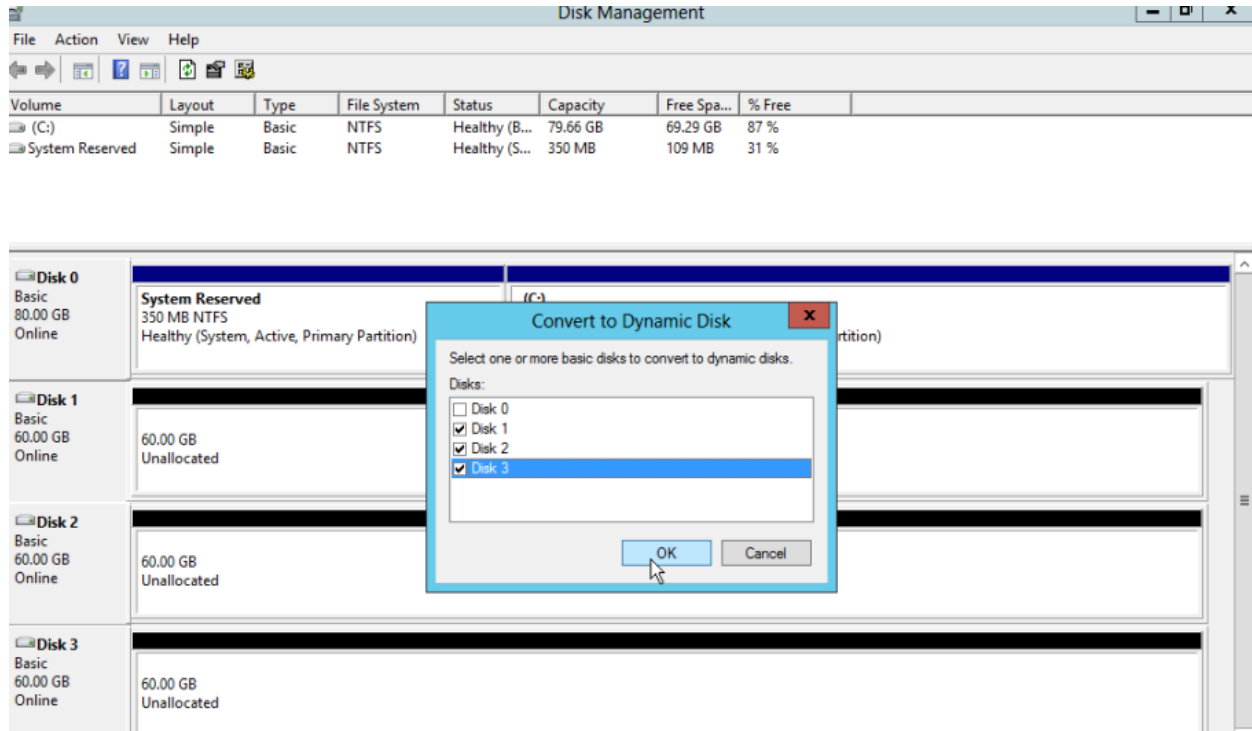 Disk Management
File Action View Help
Volume Layout Type File System Status Capacity Free Spa... % Free
(C:) Simple Basic NTFS Healthy (B... 79.66 GB 69.29 GB 87 %
System Reserved Simple Basic NTFS Healthy (S... 350 MB 109 MB 31 %
Disk 0
Basic
80.00 GB
Online
System Reserved
350 MB NTFS
Healthy (System, Active, Primary Partition)
(C:)
rtition)
Convert to Dynamic Disk
x
Select one or more basic disks to convert to dynamic disks.
Disks:
Disk 0
Disk 1
Disk 2
Disk 3
OK Cancel
Disk 1
Basic
60.00 GB
Online
60.00 GB
Unallocated
Disk 2
Basic
60.00 GB
Online
60.00 GB
Unallocated
Disk 3
Basic
60.00 GB
Online
60.00 GB
Unallocated